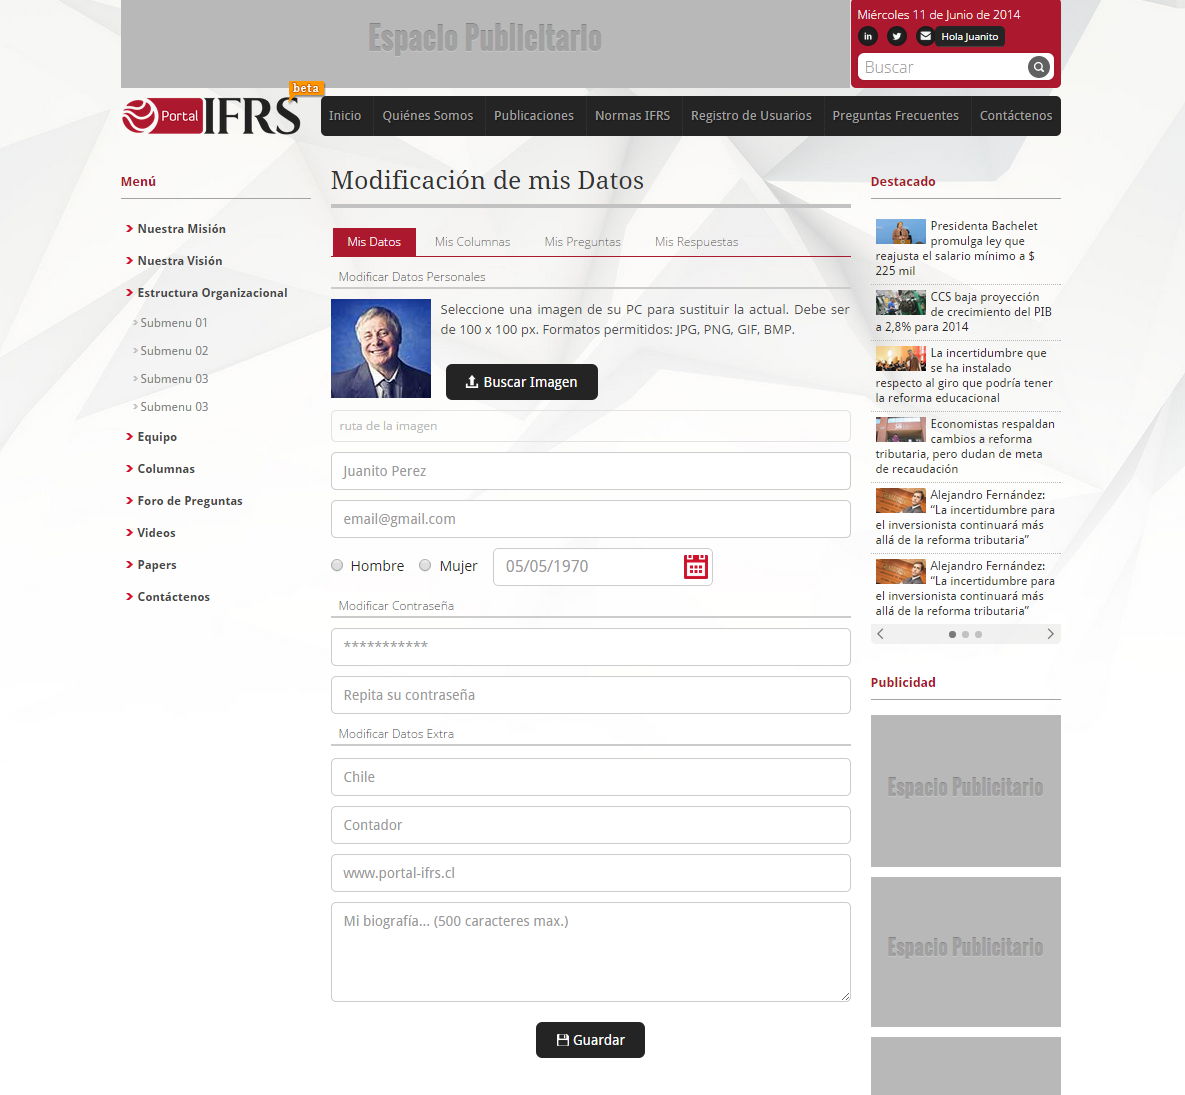 Espacio Publicitario
Miércoles 11 de Junio de 2014
in
Hola Juanito
Buscar
beta
Portal IFRS
Inicio
Quiénes Somos
Publicaciones
Normas IFRS
Registro de Usuarios
Preguntas Frecuentes
Contáctenos
Menú
Nuestra Misión
Nuestra Visión
Estructura Organizacional
Submenu 01
Submenu 02
Submenu 03
Submenu 03
Equipo
Columnas
Foro de Preguntas
Videos
Papers
Contáctenos
Modificación de mis Datos
Mis Datos
Mis Columnas
Mis Preguntas
Mis Respuestas
Modificar Datos Personales
Seleccione una imagen de su PC para sustituir la actual. Debe ser
de 100 x 100 px. Formatos permitidos: JPG, PNG, GIF, BMP.
Buscar Imagen
ruta de la imagen
Juanito Perez
email@gmail.com
Hombre
Mujer
05/05/1970
Modificar Contraseña
***********
Repita su contraseña
Modificar Datos Extra
Chile
Contador
www.portal-ifrs.cl
Mi biografía... (500 caracteres max.)
Guardar
Destacado
Presidenta Bachelet
promulga ley que
reajusta el salario mínimo a $
225 mil
CCS baja proyección
de crecimiento del PIB
a 2,8% para 2014
La incertidumbre que
se ha instalado
respecto al giro que podría tener
la reforma educacional
Economistas respaldan
cambios a reforma
tributaria, pero dudan de meta
de recaudación
Alejandro Fernández:
“La incertidumbre para
el inversionista continuará más
allá de la reforma tributaria”
Alejandro Fernández:
“La incertidumbre para
el inversionista continuará más
allá de la reforma tributaria”
Publicidad
Espacio Publicitario
Espacio Publicitario